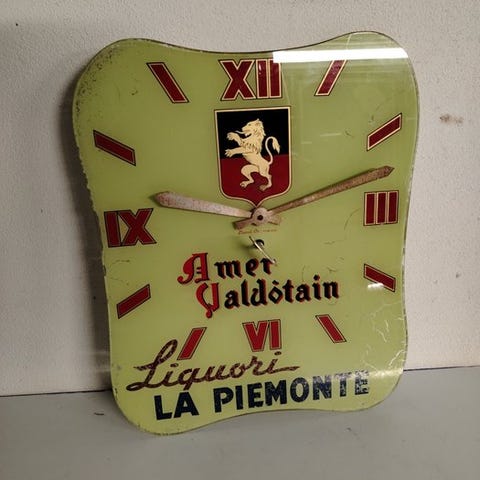 XII
IX
III
Amer
Valdôtain
VI
Liquori
LA PIEMONTE